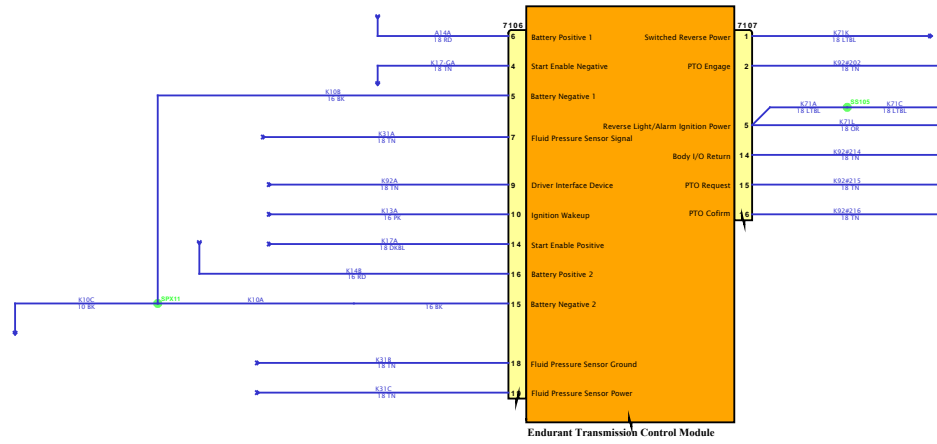 7106
7107
A14A
18 RD
6
Battery Positive 1
Switched Reverse Power
1
K71K
18 LTBL
K17-GA
18 TN
4
Start Enable Negative
PTO Engage
2
K92#202
18 TN
K10B
16 BK
5
Battery Negative 1
K71A
18 LTBL
SS165
K71C
18 LTBL
Reverse Light/Alarm Ignition Power
5
K71L
18 OR
K31A
18 TN
7
Fluid Pressure Sensor Signal
Body I/O Return
14
K92#214
18 TN
K92A
18 TN
9
Driver Interface Device
PTO Request
15
K92#215
18 TN
K13A
16 PK
10
Ignition Wakeup
PTO Cofirm
16
K92#216
18 TN
K17A
18 DKBL
14
Start Enable Positive
K14B
16 RD
16
Battery Positive 2
K10C
10 BK
SPK11
K10A
16 BK
15
Battery Negative 2
K31B
18 TN
18
Fluid Pressure Sensor Ground
K31C
18 TN
19
Fluid Pressure Sensor Power
Endurant Transmission Control Module